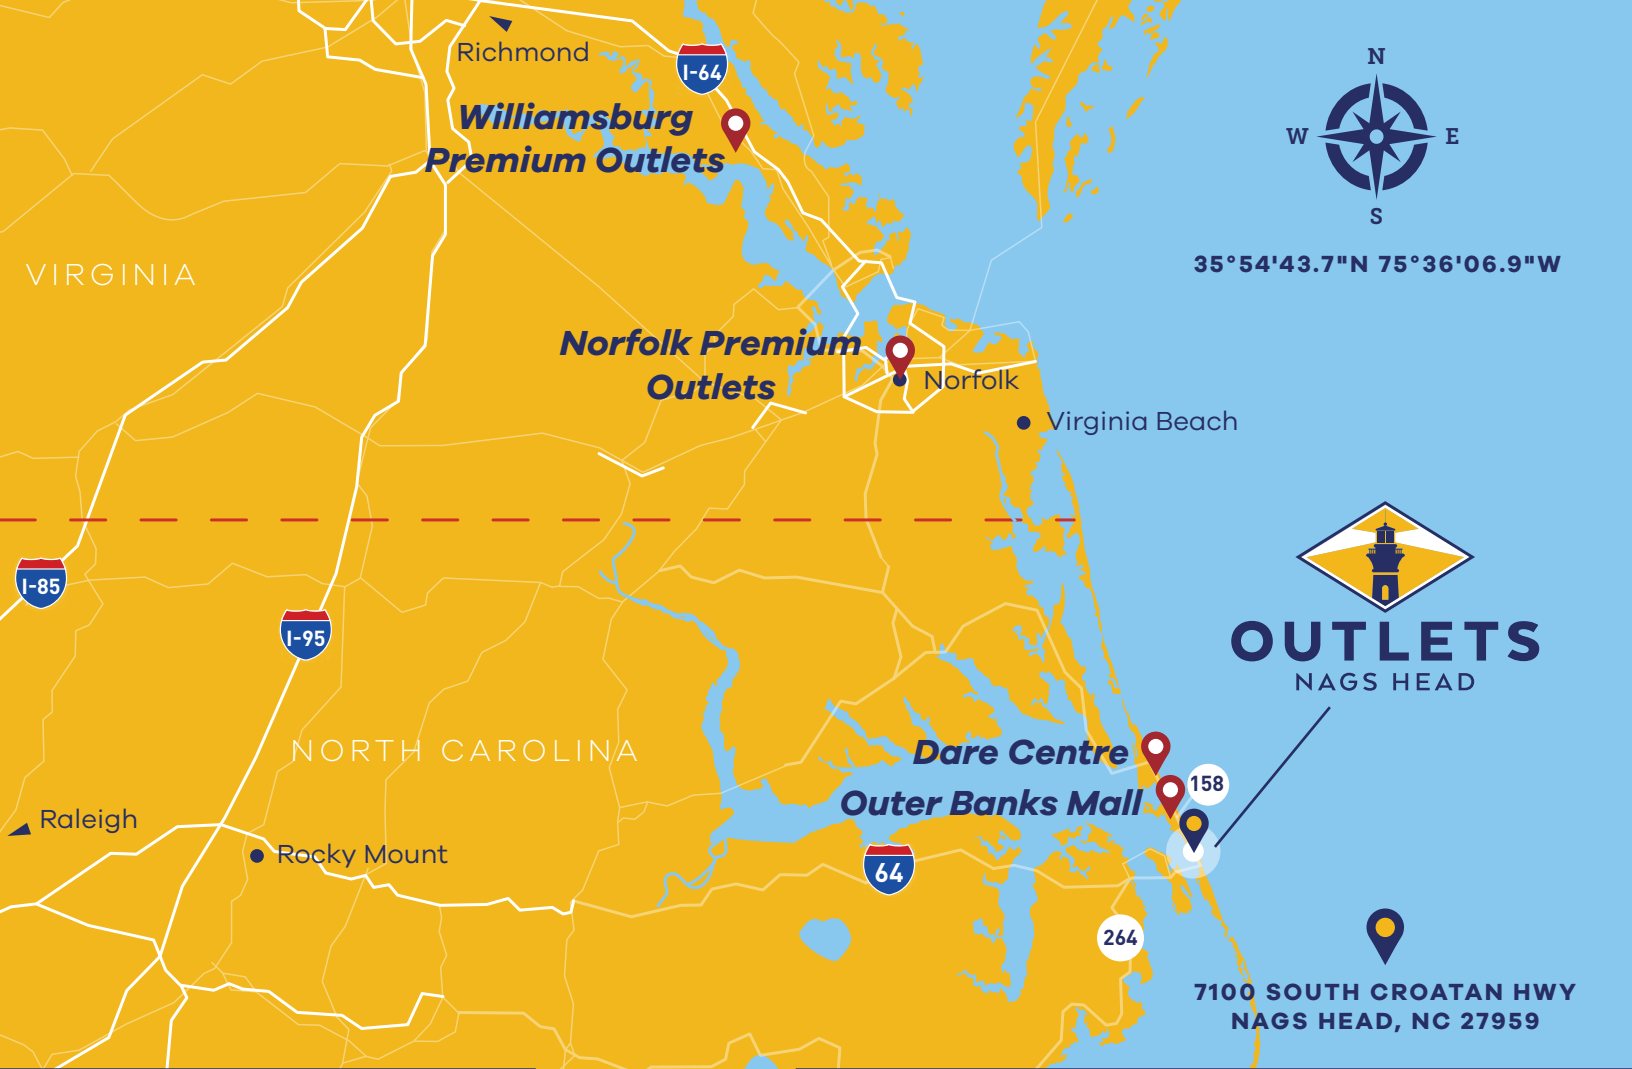 Richmond
I-64
Williamsburg
Premium Outlets
N
W
E
S
35°54'43.7"N 75°36'06.9"W
VIRGINIA
Norfolk Premium
Outlets
Norfolk
Virginia Beach
I-85
I-95
OUTLETS
NAGS HEAD
NORTH CAROLINA
Dare Centre
158
Outer Banks Mall
Raleigh
Rocky Mount
64
264
7100 SOUTH CROATAN HWY
NAGS HEAD, NC 27959